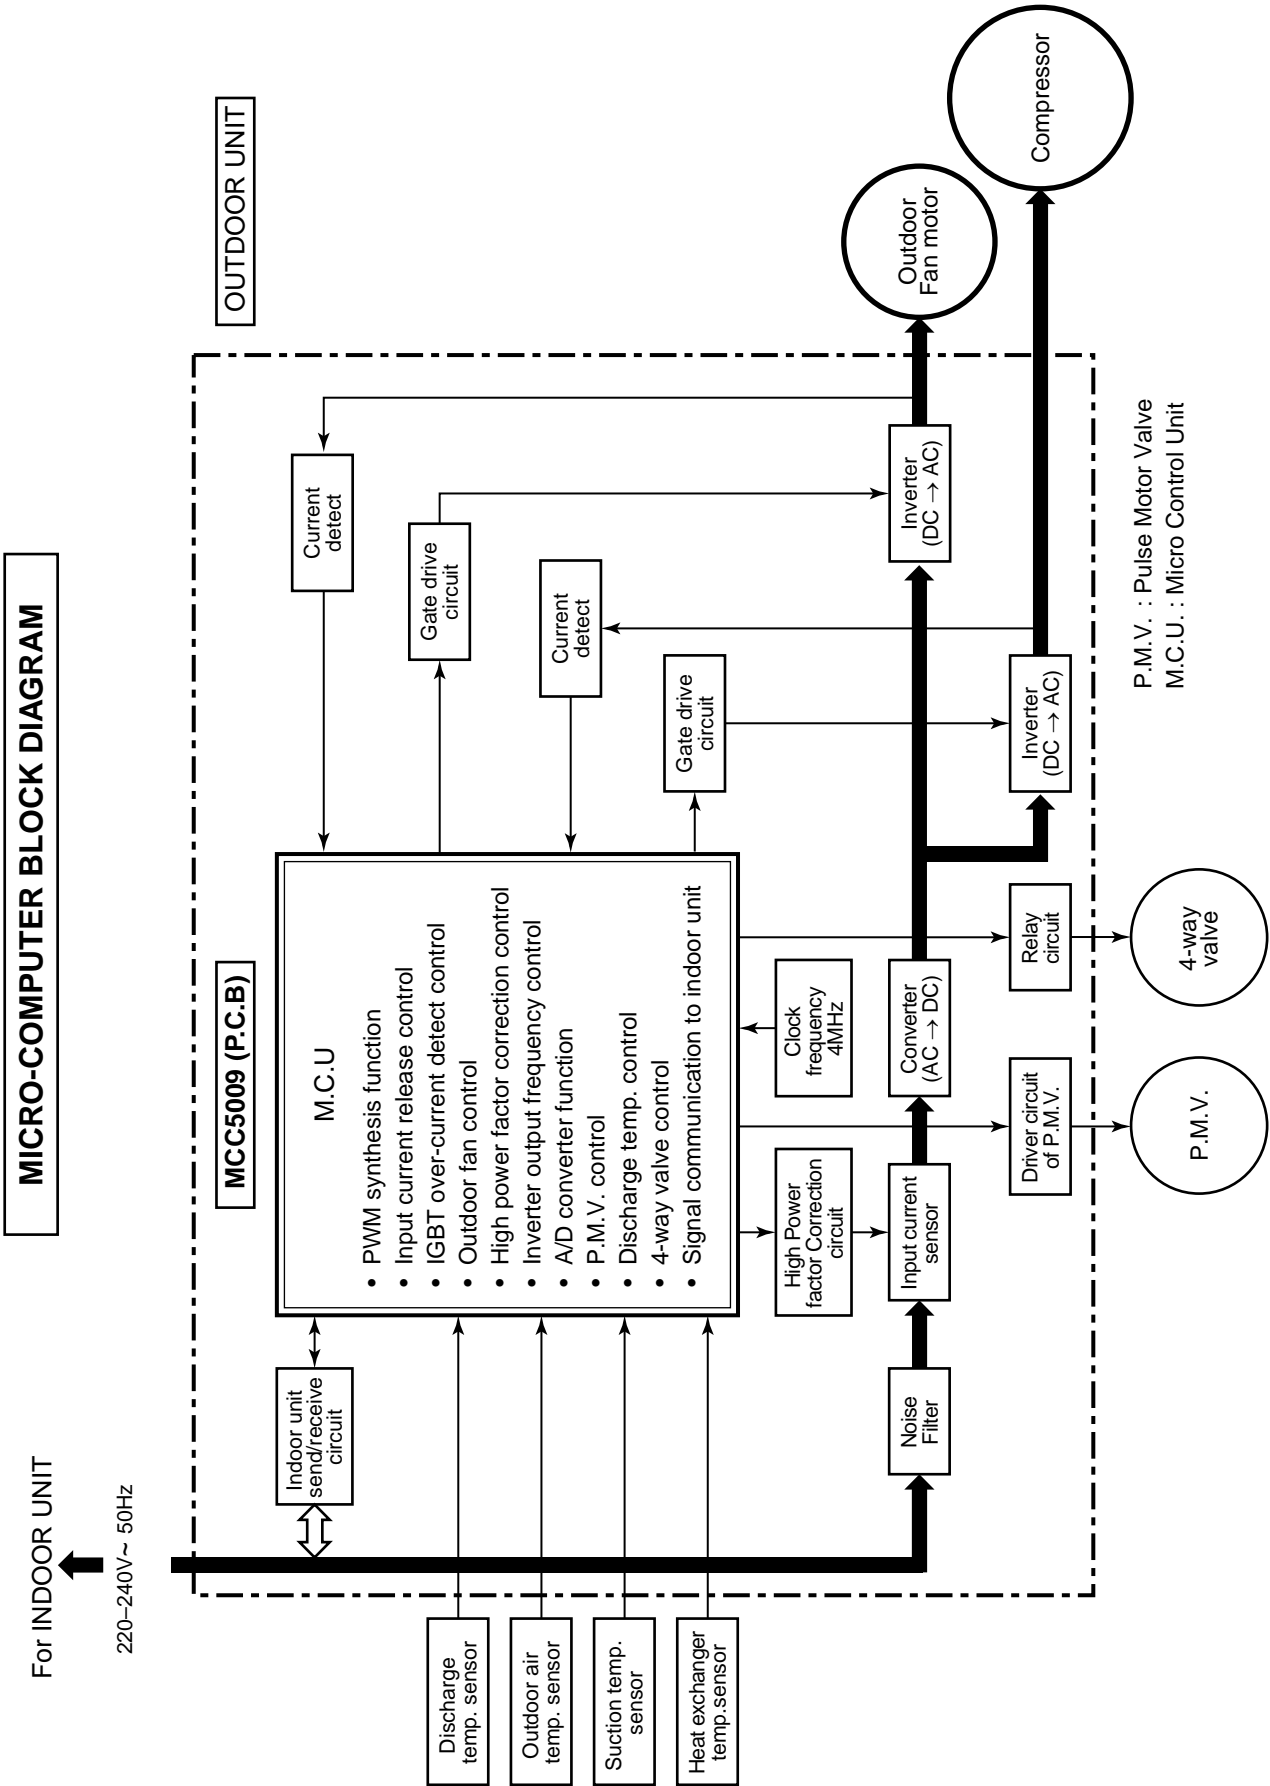 MICRO-COMPUTER BLOCK DIAGRAM
For INDOOR UNIT
220–240V~ 50Hz
MCC5009 (P.C.B)
OUTDOOR UNIT
Indoor unit
send/receive
circuit
M.C.U
• PWM synthesis function
• Input current release control
• IGBT over-current detect control
• Outdoor fan control
• High power factor correction control
• Inverter output frequency control
• A/D converter function
• P.M.V. control
• Discharge temp. control
• 4-way valve control
• Signal communication to indoor unit
Current
detect
Gate drive
circuit
Current
detect
Gate drive
circuit
Discharge
temp. sensor
Outdoor air
temp. sensor
Suction temp.
sensor
Heat exchanger
temp.sensor
High Power
factor Correction
circuit
Clock
frequency
4MHz
Noise
Filter
Input current
sensor
Converter
(AC → DC)
Inverter
(DC → AC)
Outdoor
Fan motor
Driver circuit
of P.M.V.
Relay
circuit
Inverter
(DC → AC)
Compressor
P.M.V.
4-way
valve
P.M.V. : Pulse Motor Valve
M.C.U. : Micro Control Unit